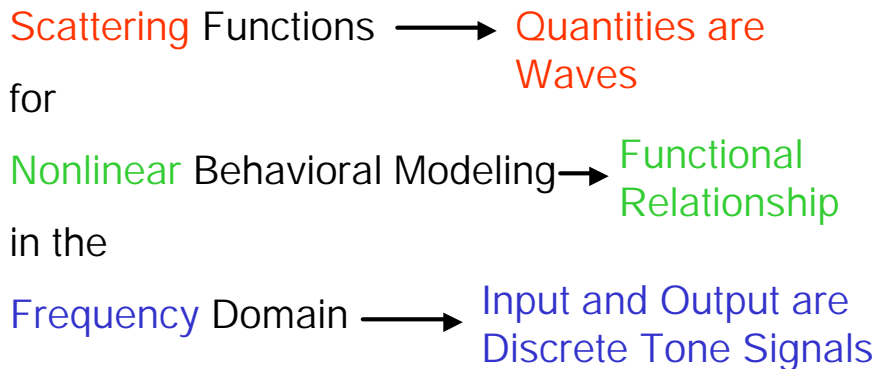 Scattering Functions
Quantities are
Waves
for
Nonlinear Behavioral Modeling
Functional
Relationship
in the
Frequency Domain
Input and Output are
Discrete Tone Signals